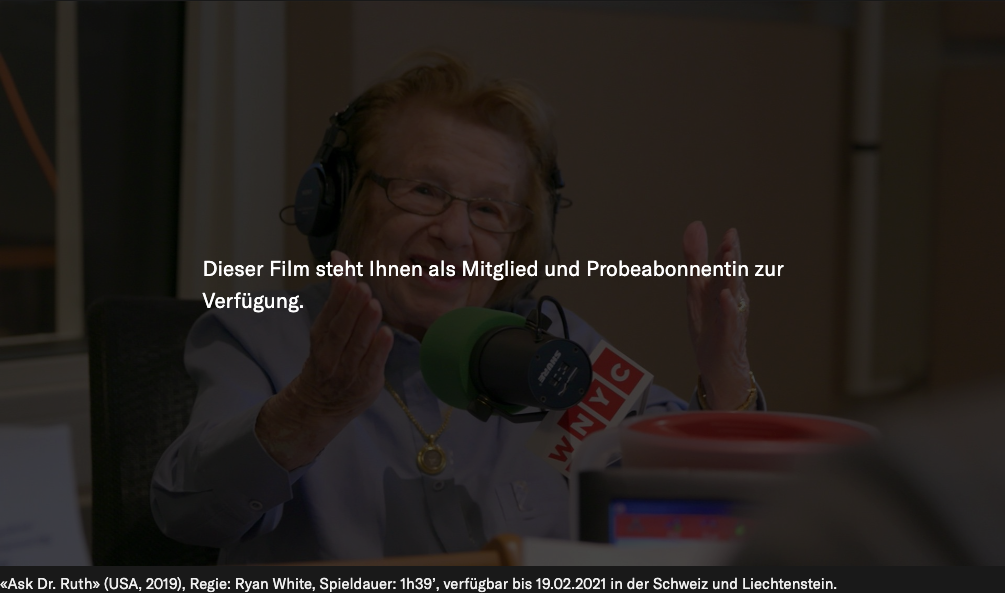 Dieser Film steht Ihnen als Mitglied und Probeabonnentin zur
Verfügung.
WNYC
«Ask Dr. Ruth» (USA, 2019), Regie: Ryan White, Spieldauer: 1h39’, verfügbar bis 19.02.2021 in der Schweiz und Liechtenstein.